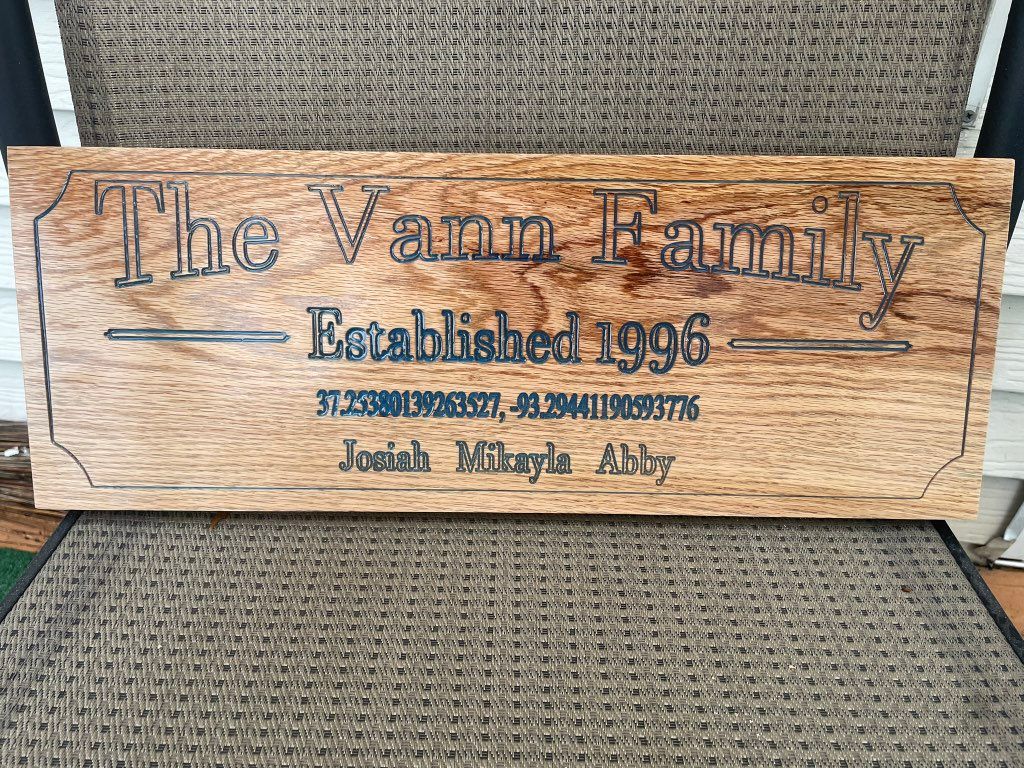 The Vann Family
Established 1996
37.25380139263527, -93.29441190593776
Josiah Mikayla Abby